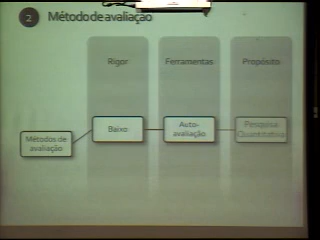 2 Método de avaliação
Rigor Ferramentas Propósito
Métodos de
avaliação
Baixo
Auto-
avaliação
Pesquisa
Quantitativa